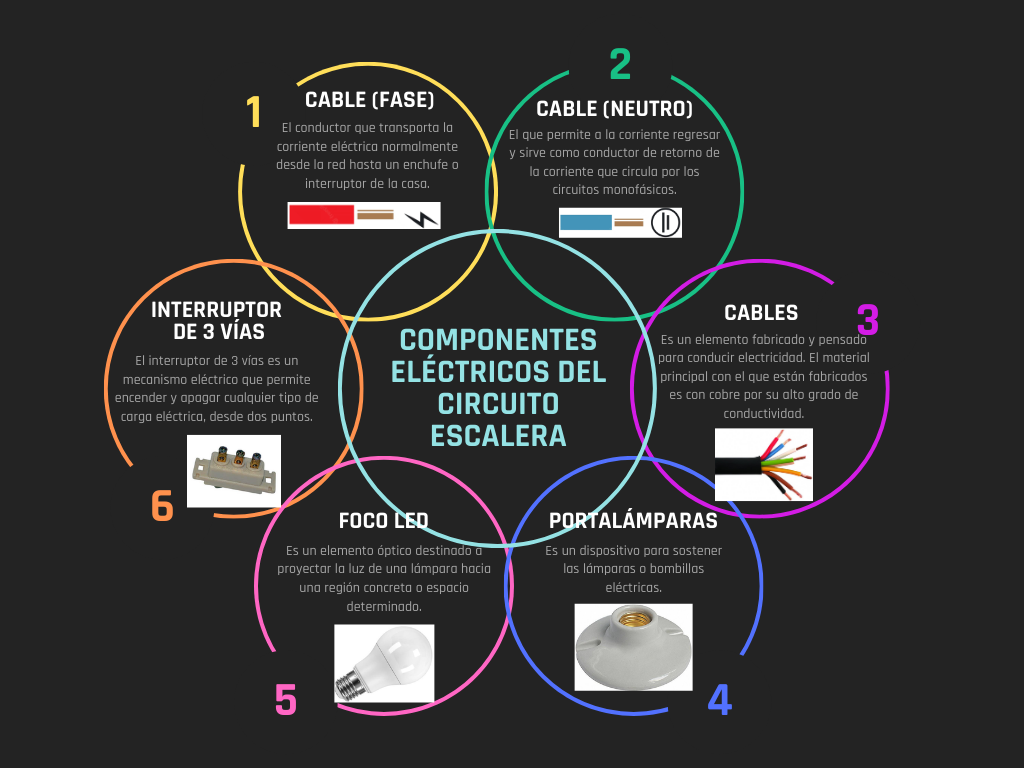 COMPONENTES
ELÉCTRICOS DEL
CIRCUITO
ESCALERA
1
CABLE (FASE)
El conductor que transporta la
corriente eléctrica normalmente
desde la red hasta un enchufe o
interruptor de la casa.
2
CABLE (NEUTRO)
El que permite a la corriente regresar
y sirve como conductor de retorno de
la corriente que circula por los
circuitos monofásicos.
3
CABLES
Es un elemento fabricado y pensado
para conducir electricidad. El material
principal con el que están fabricados
es con cobre por su alto grado de
conductividad.
4
PORTALÁMPARAS
Es un dispositivo para sostener
las lámparas o bombillas
eléctricas.
5
FOCO LED
Es un elemento óptico destinado a
proyectar la luz de una lámpara hacia
una región concreta o espacio
determinado.
6
INTERRUPTOR
DE 3 VÍAS
El interruptor de 3 vías es un
mecanismo eléctrico que permite
encender y apagar cualquier tipo de
carga eléctrica, desde dos puntos.